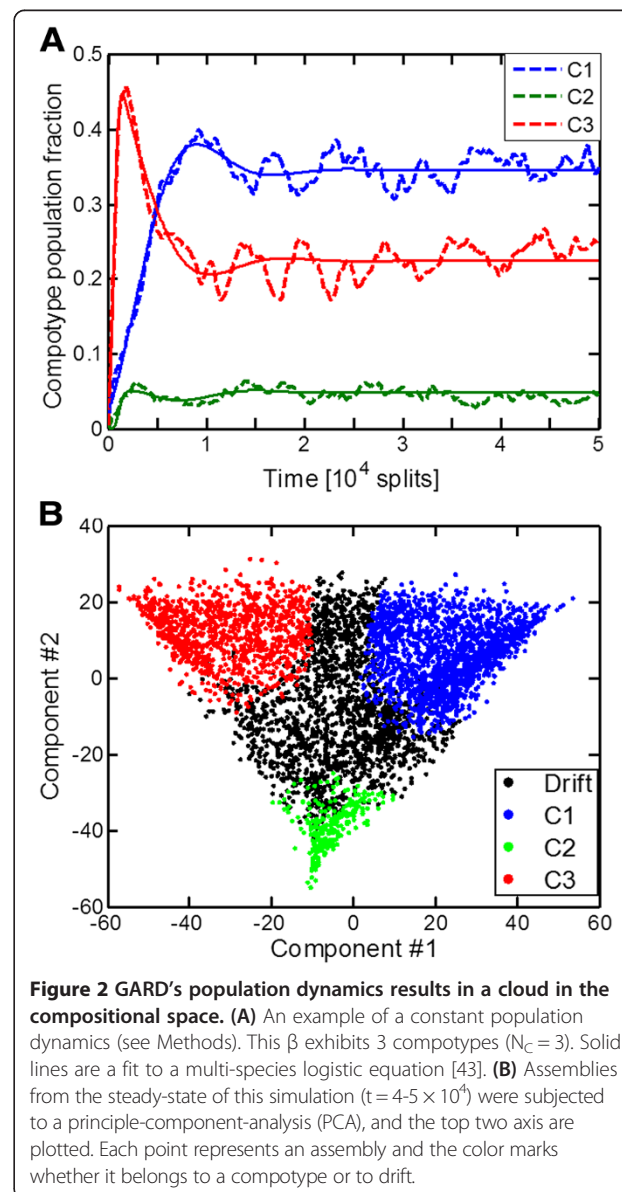 A
0.5
0.4
0.3
0.2
0.1
0
Compotype population fraction
C1
C2
C3
0 1 2 3 4 5
Time [10⁴ splits]
B
40
20
0
-20
-40
-60
Component #2
Drift
C1
C2
C3
-60 -40 -20 0 20 40 60
Component #1
Figure 2 GARD's population dynamics results in a cloud in the
compositional space. (A) An example of a constant population
dynamics (see Methods). This β exhibits 3 compotypes (N_C = 3). Solid
lines are a fit to a multi-species logistic equation [43]. (B) Assemblies
from the steady-state of this simulation (t = 4-5 × 10⁴) were subjected
to a principle-component-analysis (PCA), and the top two axis are
plotted. Each point represents an assembly and the color marks
whether it belongs to a compotype or to drift.